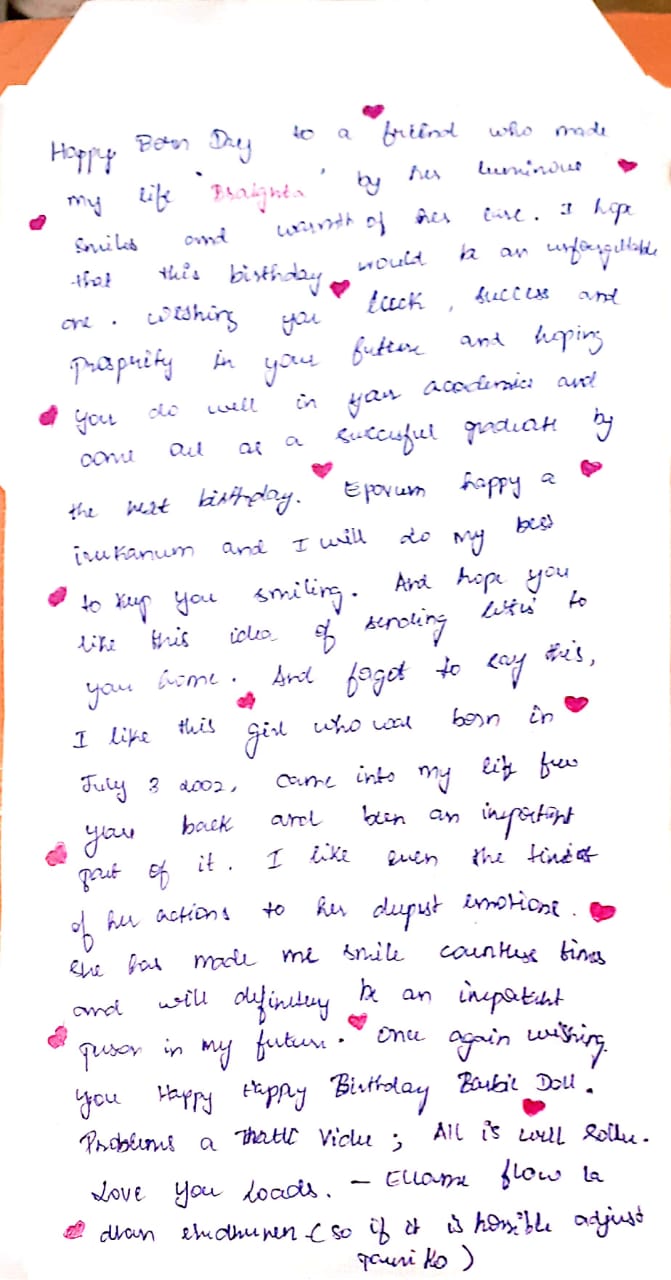 Happy Born Day to a friend who made
my life " Braighter " by her luminous
smiles and warmth of her care. I hope
that this birthday would be an unforgettable
one. Wishing you luck, success and
prosperity in your future and hoping
you do well in your academics and
come out as a successful graduate by
the next birthday. Eporum happy a
irukanum and I will do my best
to keep you smiling. And hope you
like this idea of sending letter to
your home. And forgot to say this,
I like this girl who was born in
July 3 2002, came into my life few
years back and been an important
part of it. I like even the tiniest
of her actions to her deepest emotions.
She has made me smile countless times
and will definitely be an important
person in my future. Once again wishing
you Happy Happy Birthday Barbie Doll.
Problems a thatti vidu ; All is well sollu.
Love you loads. - Ellame flow la
dhan eludhunen (so if it is horrible adjust
pauniko)